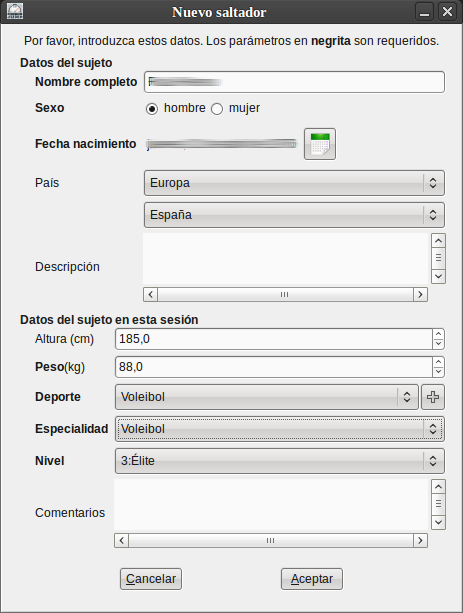 Nuevo saltador
Por favor, introduzca estos datos. Los parámetros en negrita son requeridos.
Datos del sujeto
Nombre completo
Sexo hombre mujer
Fecha nacimiento
País Europa
España
Descripción
Datos del sujeto en esta sesión
Altura (cm) 185,0
Peso(kg) 88,0
Deporte Voleibol
Especialidad Voleibol
Nivel 3:Élite
Comentarios
Cancelar Aceptar